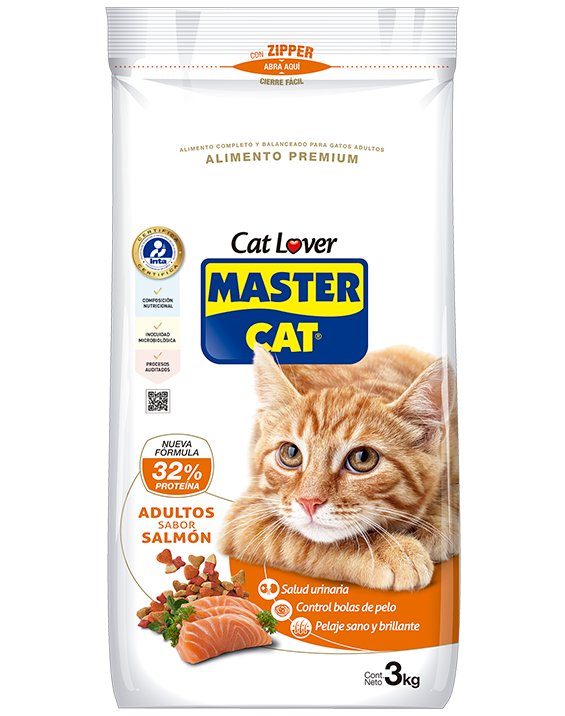 CON ZIPPER
ABRA AQUÍ
CIERRE FÁCIL
ALIMENTO COMPLETO Y BALANCEADO PARA GATOS ADULTOS
ALIMENTO PREMIUM
Cat Lover
MASTER
CAT®
CERTIFICA
inta
CERTIFICA
COMPOSICIÓN
NUTRICIONAL
INOCUIDAD
MICROBIOLÓGICA
PROCESOS
AUDITADOS
NUEVA
FÓRMULA
32%
PROTEÍNA
ADULTOS
SABOR
SALMÓN
Salud urinaria
Control bolas de pelo
Pelaje sano y brillante
Cont.
Neto 3kg